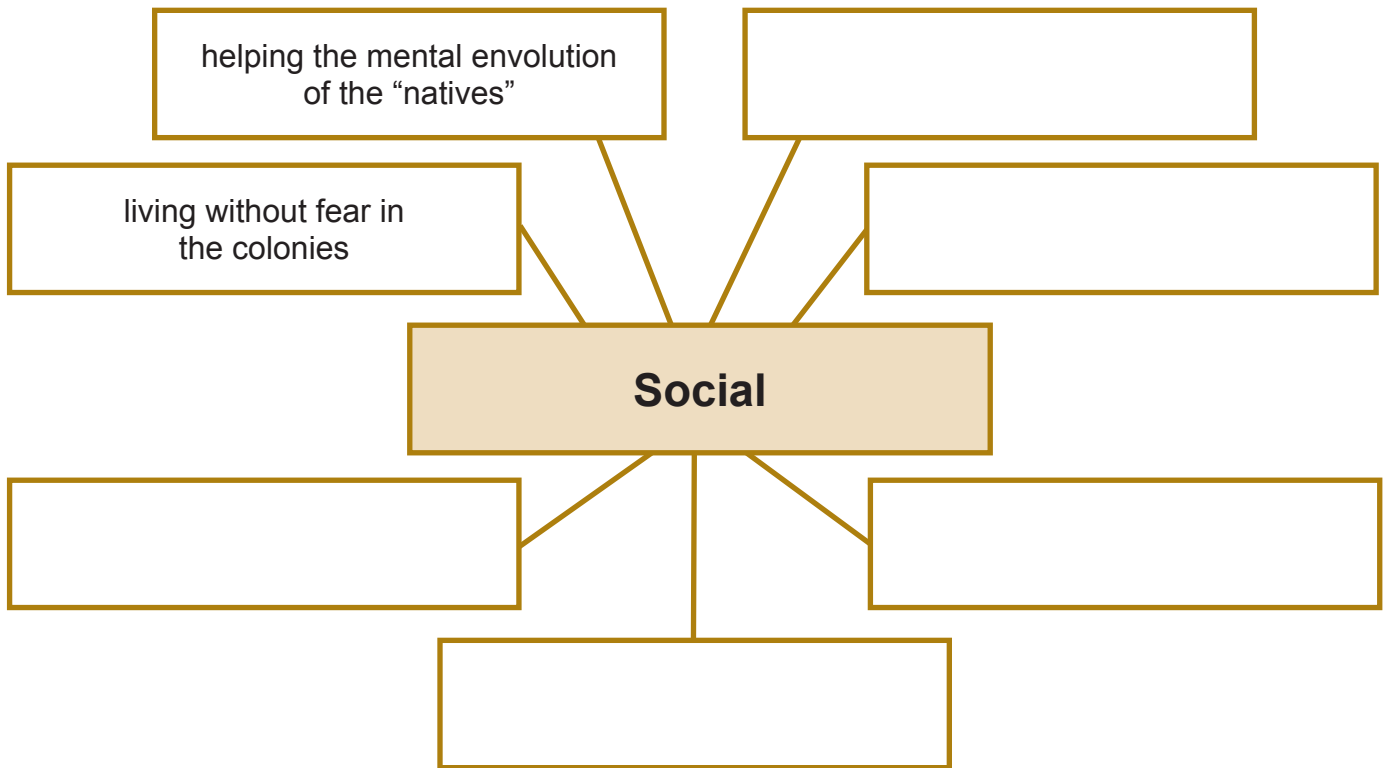 helping the mental envolution
of the “natives”
living without fear in
the colonies
Social